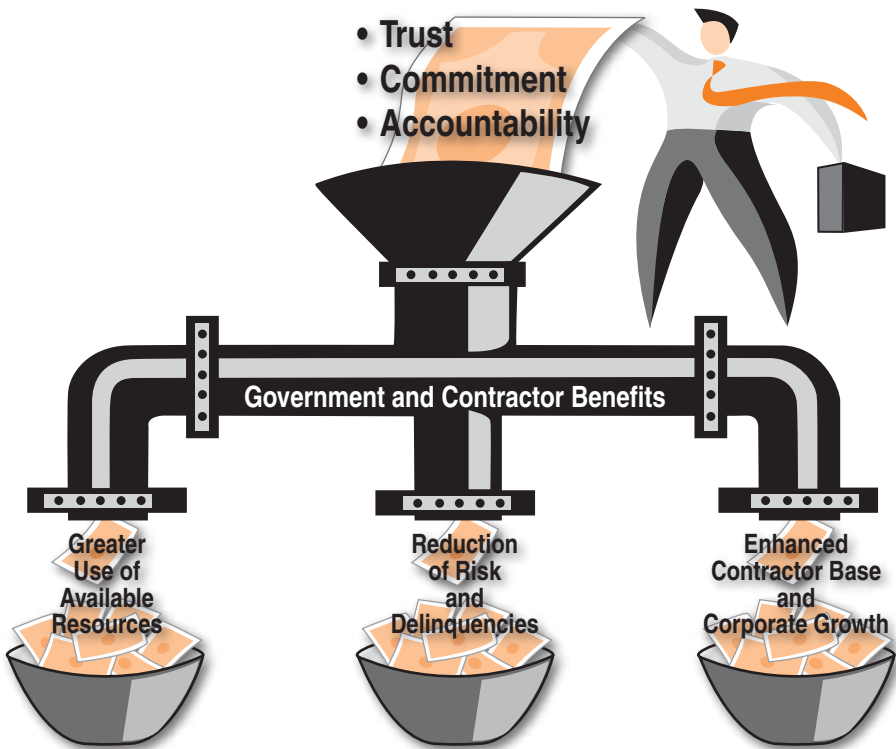 • Trust
• Commitment
• Accountability
Government and Contractor Benefits
Greater
Use of
Available
Resources
Reduction
of Risk
and
Delinquencies
Enhanced
Contractor Base
and
Corporate Growth